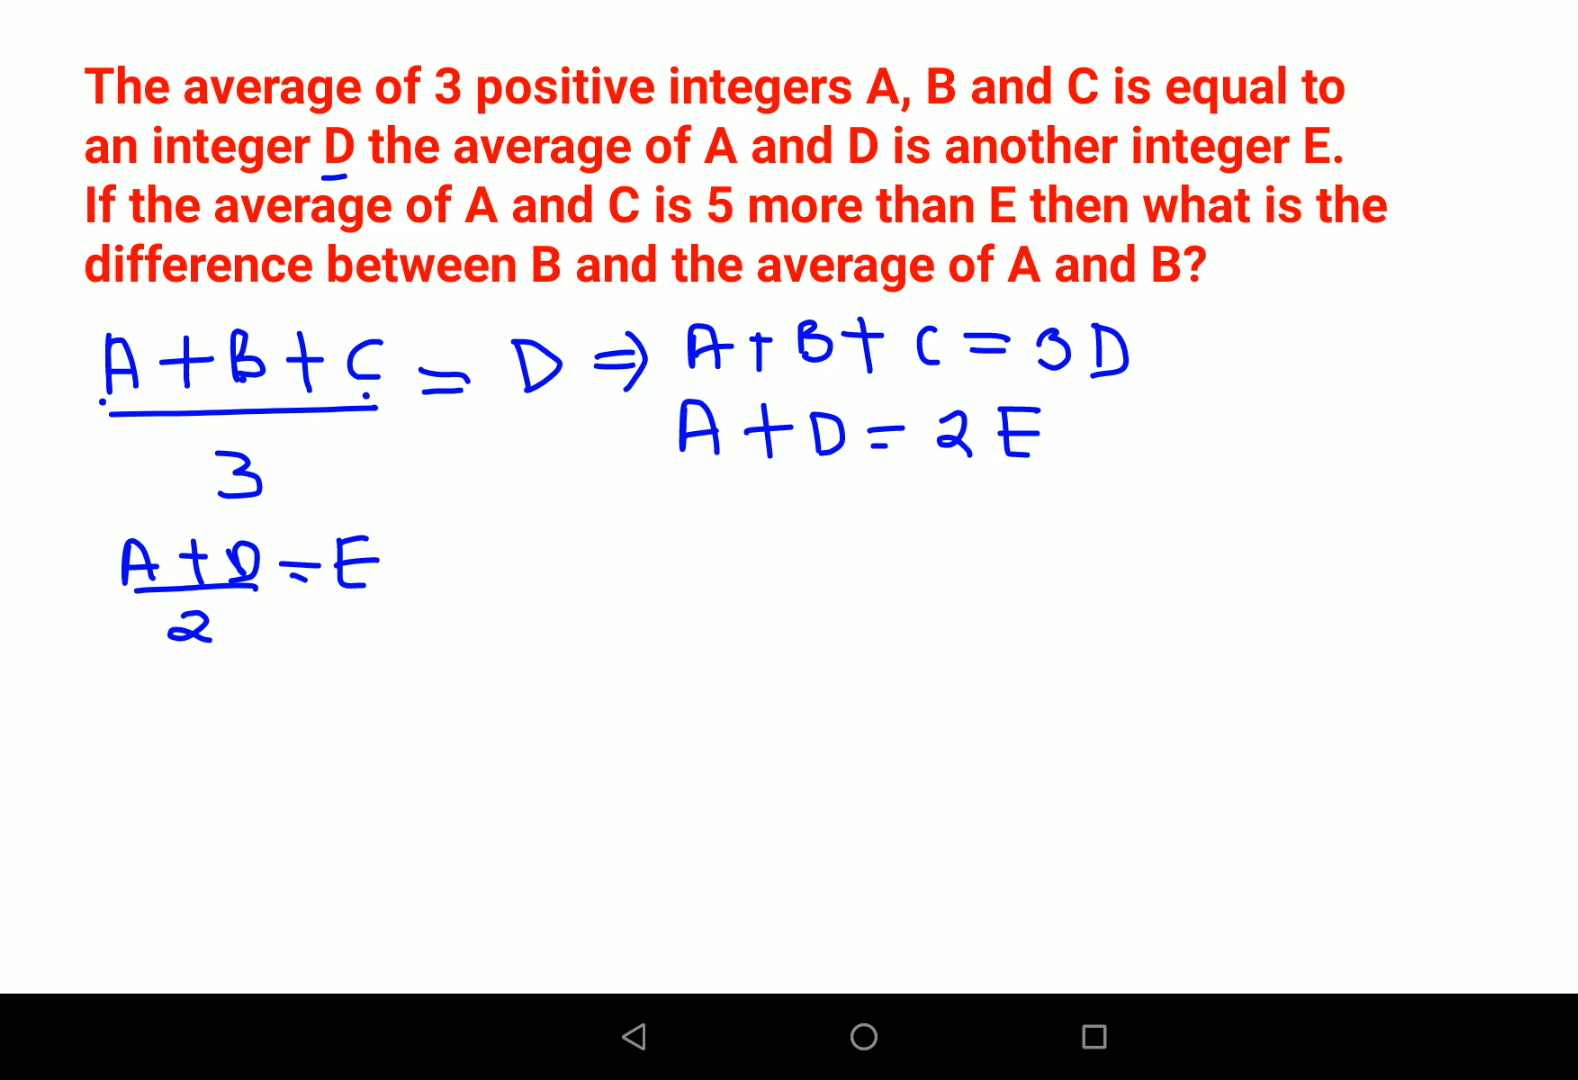 The average of 3 positive integers A, B and C is equal to
an integer D the average of A and D is another integer E.
If the average of A and C is 5 more than E then what is the
difference between B and the average of A and B?
A+B+C = D ⇒ A+B+C=3D
3
A+D=2E
A+D=E
2